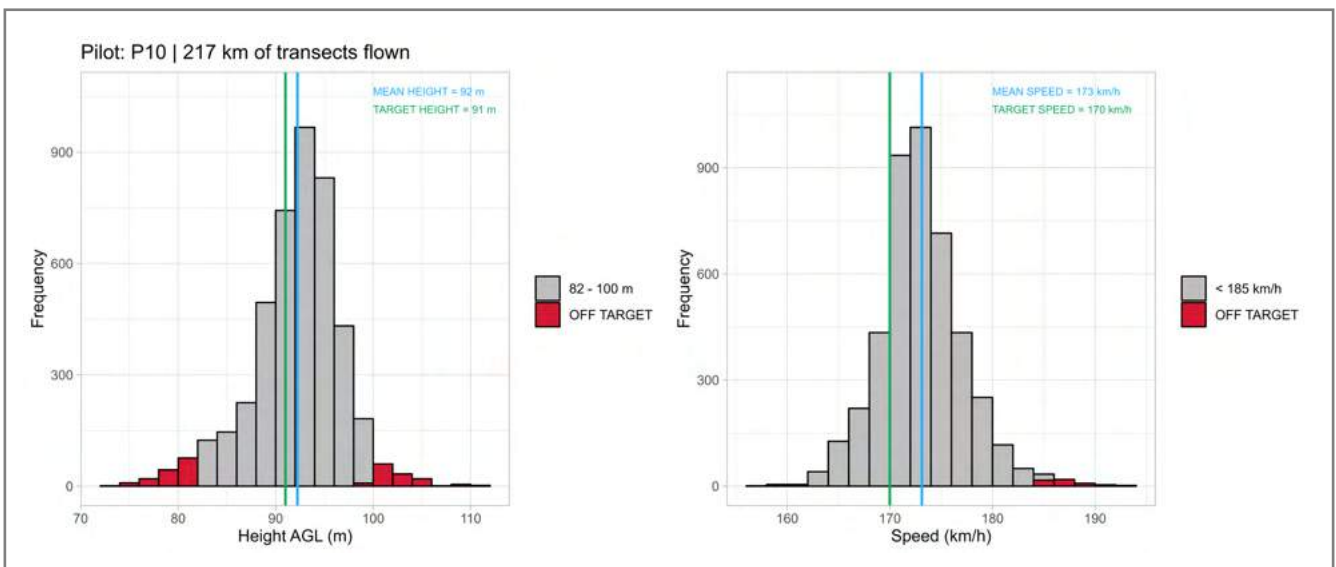 Pilot: P10 | 217 km of transects flown
MEAN HEIGHT = 92 m
TARGET HEIGHT = 91 m
900
600
300
0
Frequency
70 80 90 100 110
Height AGL (m)
82 - 100 m
OFF TARGET
MEAN SPEED = 173 km/h
TARGET SPEED = 170 km/h
900
600
300
0
Frequency
160 170 180 190
Speed (km/h)
< 185 km/h
OFF TARGET